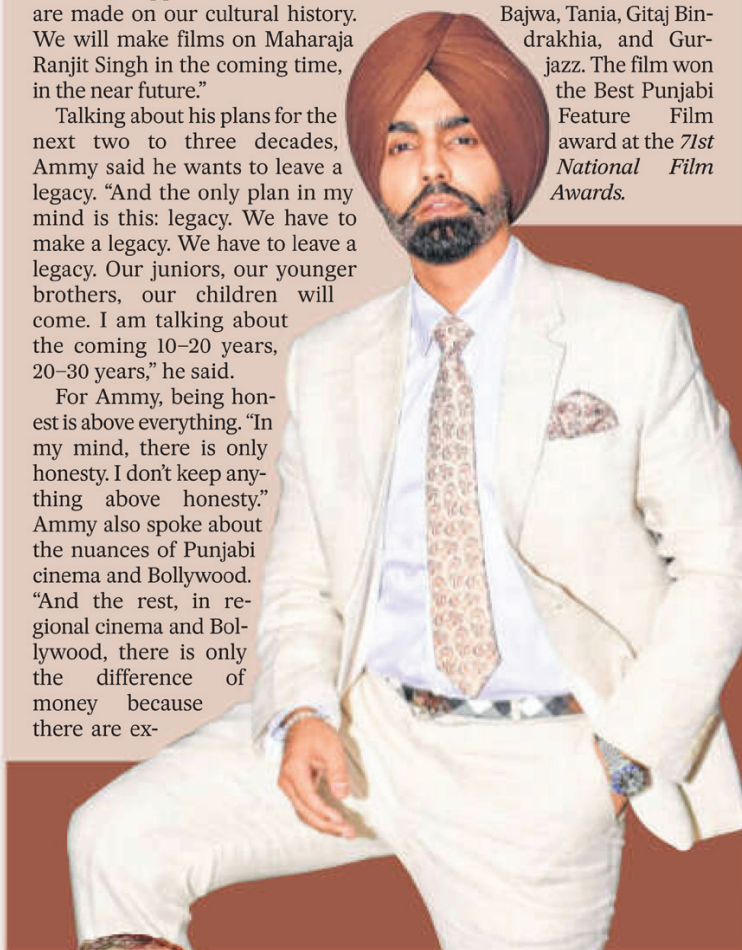 are made on our cultural history.
We will make films on Maharaja
Ranjit Singh in the coming time,
in the near future.”
Talking about his plans for the
next two to three decades,
Ammy said he wants to leave a
legacy. “And the only plan in my
mind is this: legacy. We have to
make a legacy. We have to leave a
legacy. Our juniors, our younger
brothers, our children will
come. I am talking about
the coming 10–20 years,
20–30 years,” he said.
For Ammy, being hon-
est is above everything. “In
my mind, there is only
honesty. I don’t keep any-
thing above honesty.”
Ammy also spoke about
the nuances of Punjabi
cinema and Bollywood.
“And the rest, in re-
gional cinema and Bol-
lywood, there is only
the difference of
money because
there are ex-
Bajwa, Tania, Gitaj Bin-
drakhia, and Gur-
jazz. The film won
the Best Punjabi
Feature Film
award at the 71st
National Film
Awards.